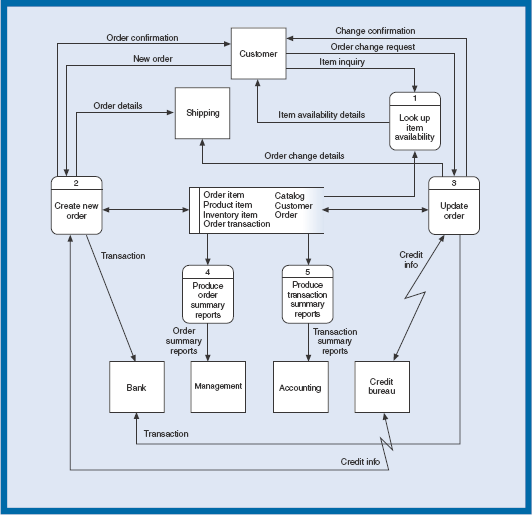 Change confirmation
Order confirmation
Customer
Order change request
New order
Item inquiry
1
Order details
Shipping
Item availability details
Look up
item
availability
Order change details
2
3
Create new
order
Order item
Product item
Inventory item
Order transaction
Catalog
Customer
Order
Update
order
Transaction
Credit
info
4
Produce
order
summary
reports
5
Produce
transaction
summary
reports
Order
summary
reports
Transaction
summary
reports
Bank
Management
Accounting
Credit
bureau
Transaction
Credit info